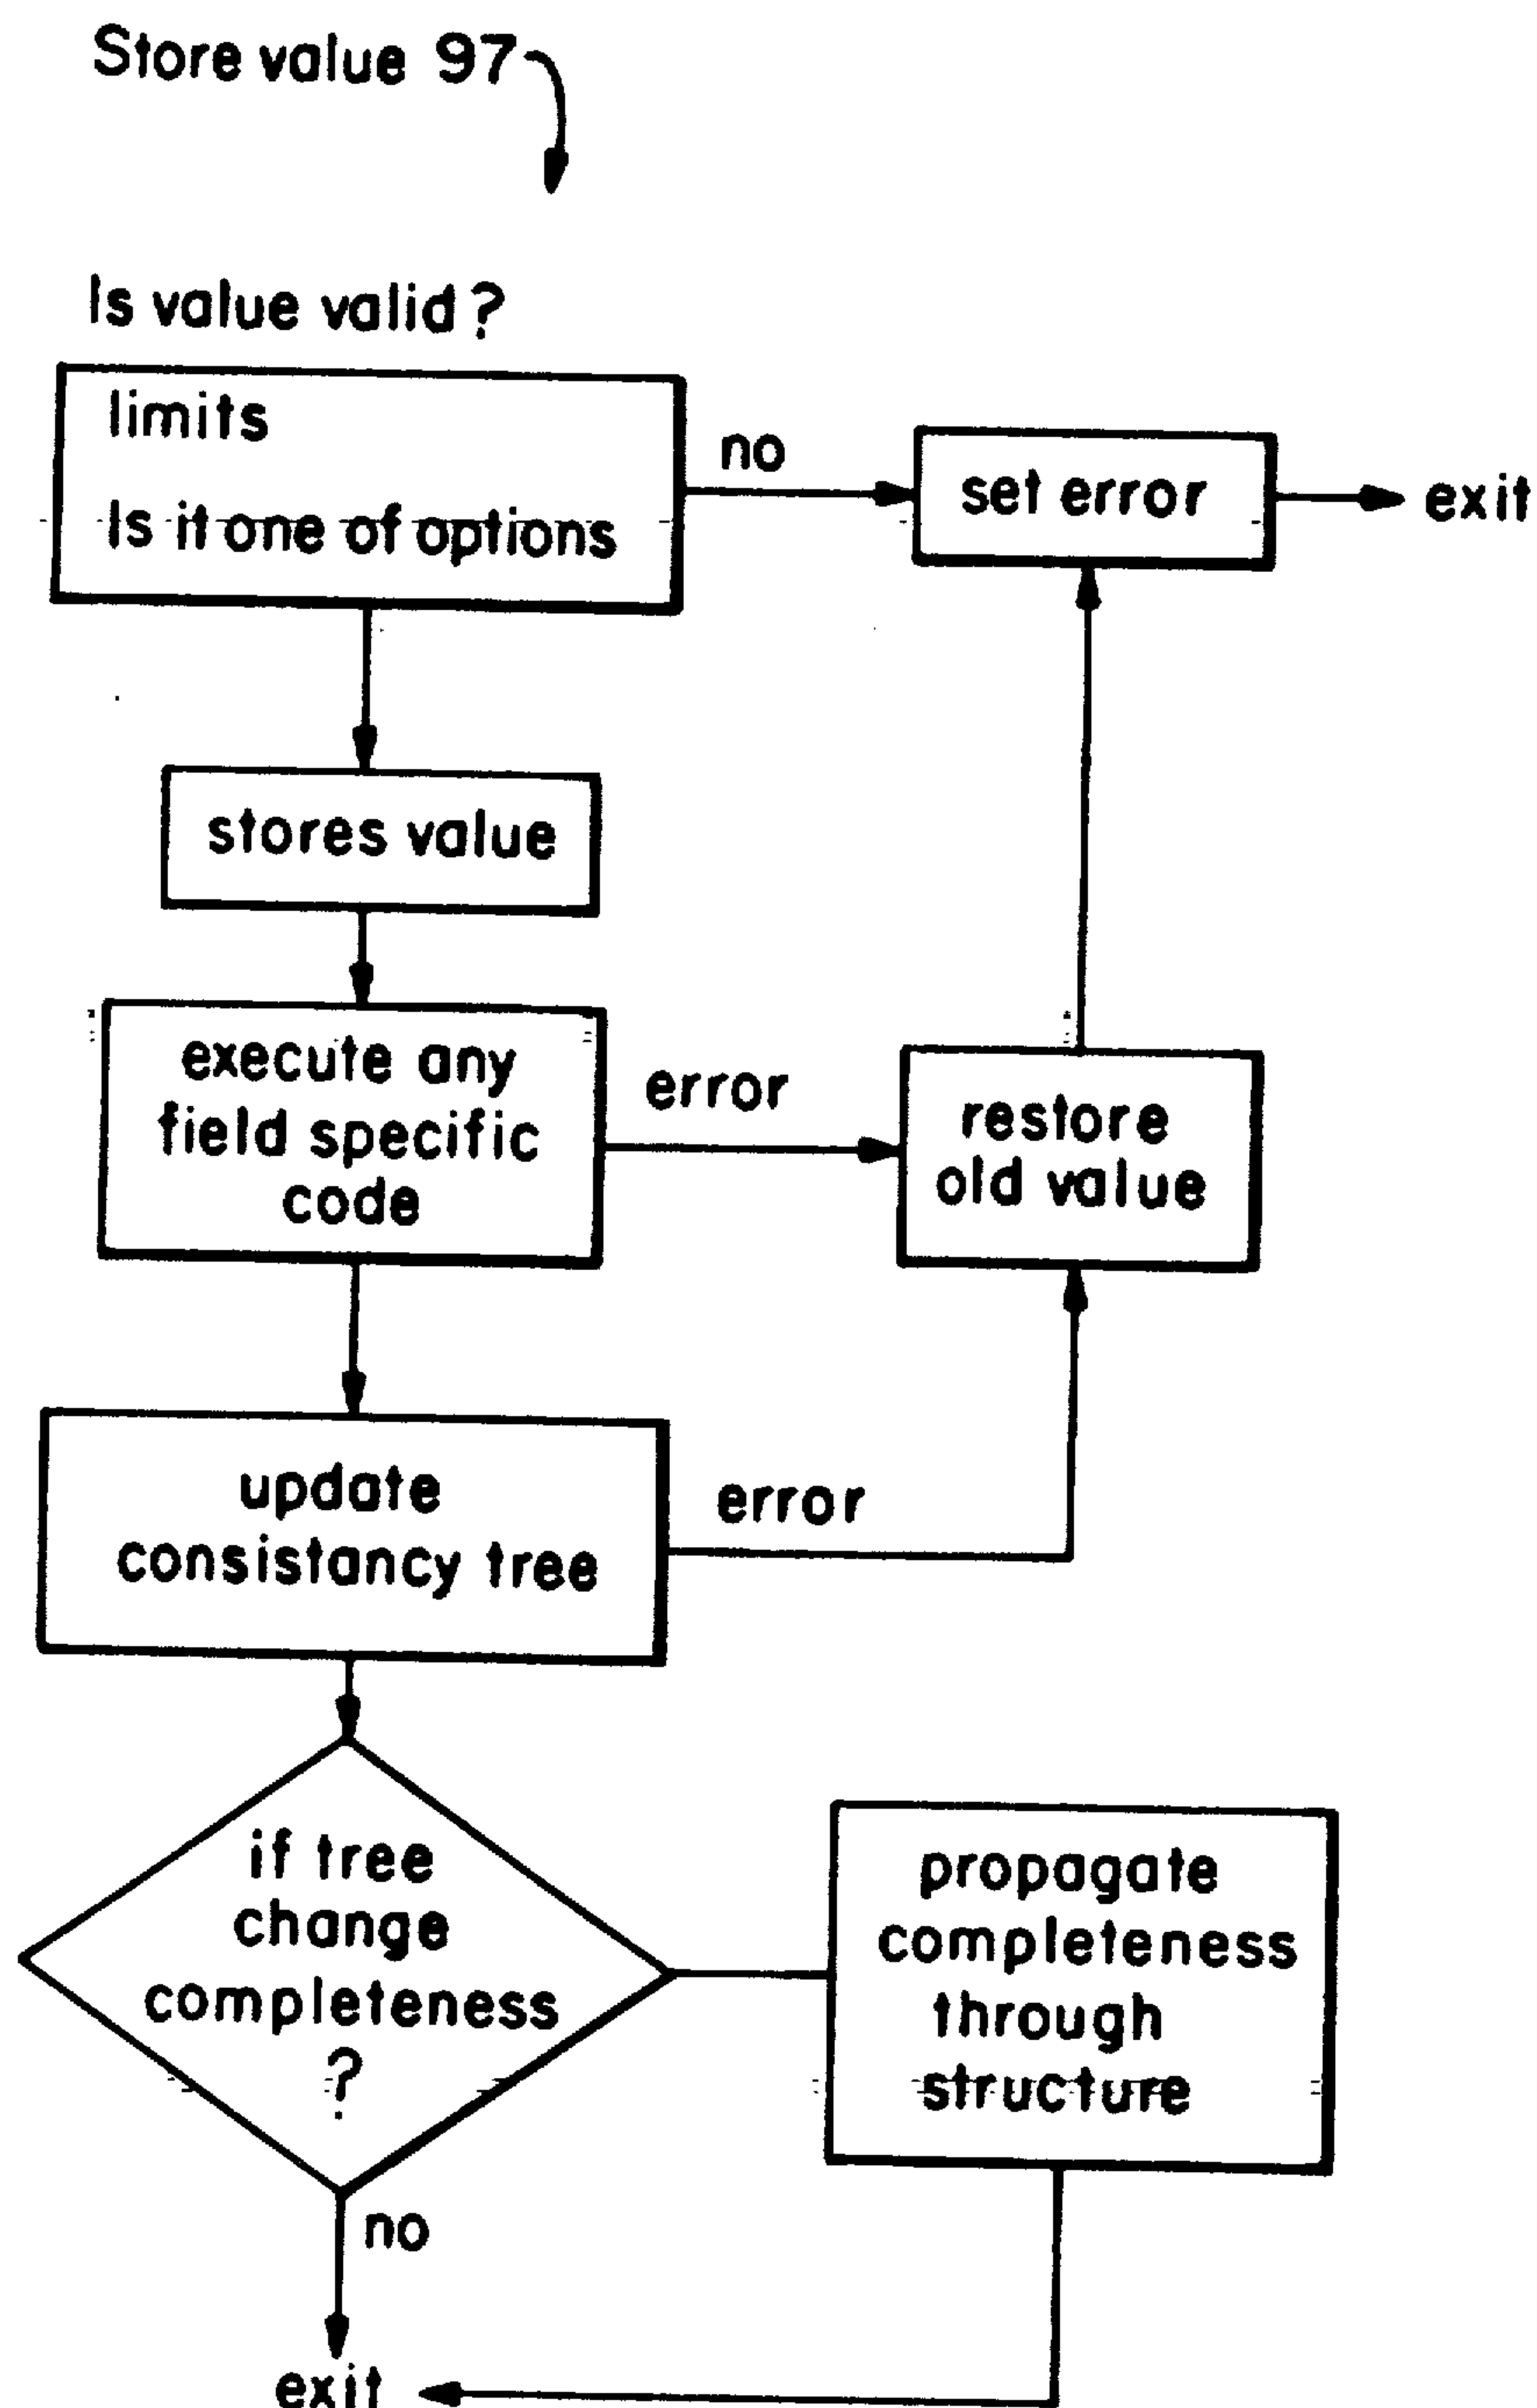 Store value 97
Is value valid?
limits
Is it one of options
no
set error
exit
stores value
execute any
field specific
code
error
restore
old value
update
consistancy tree
error
if tree
change
completeness
?
propagate
completeness
through
structure
no
exit